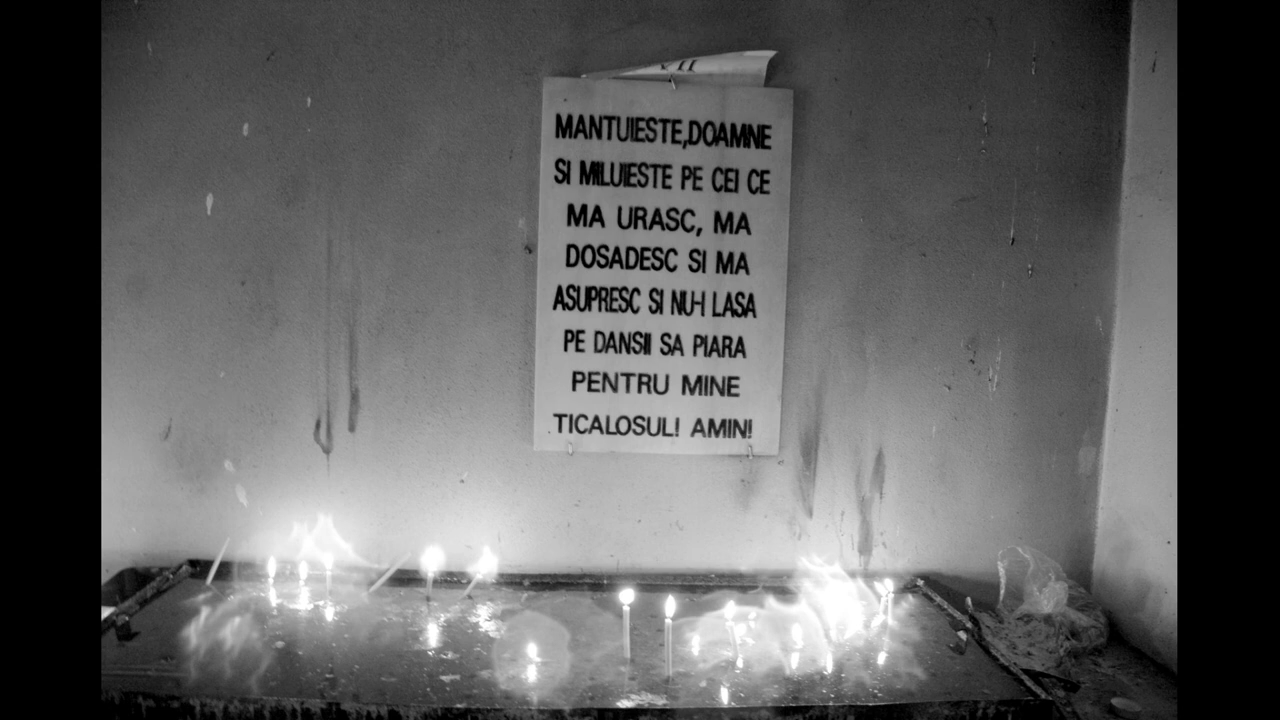 MANTUIESTE,DOAMNE
SI MILUIESTE PE CEI CE
MA URASC, MA
DOSADESC SI MA
ASUPRESC SI NU-I LASA
PE DANSII SA PIARA
PENTRU MINE
TICALOSUL! AMIN!